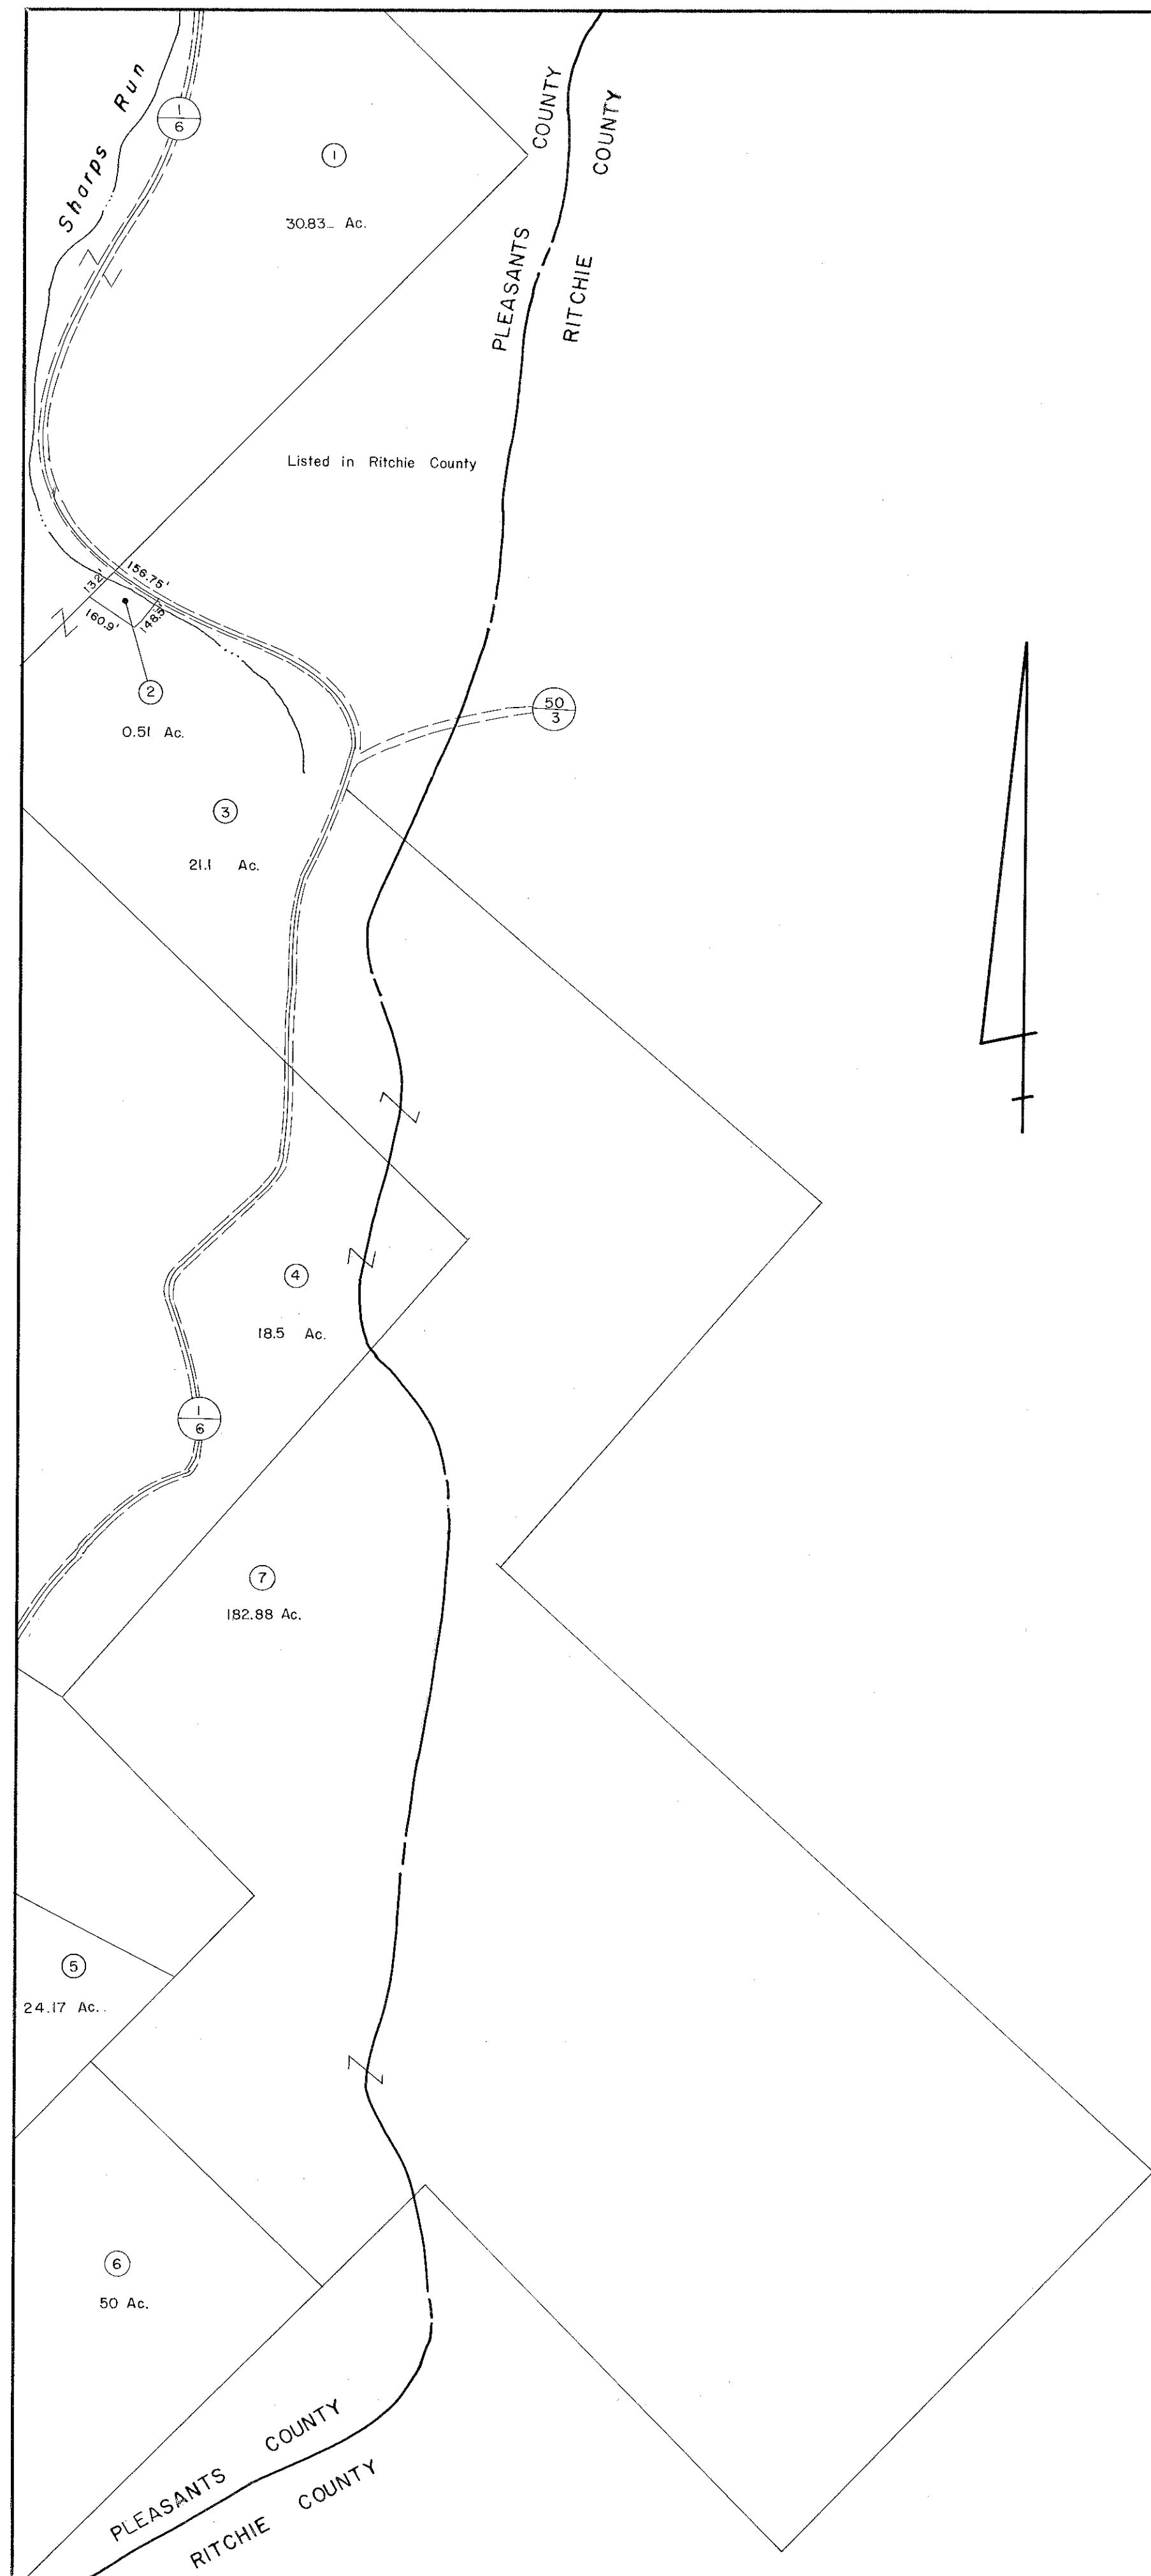 Sharps Run
1
6
1
30.83 Ac.
PLEASANTS COUNTY
RITCHIE COUNTY
Listed in Ritchie County
156.75'
132'
160.9'
148.5'
2
0.51 Ac.
50
3
3
21.1 Ac.
4
18.5 Ac.
1
6
7
182.88 Ac.
5
24.17 Ac.
6
50 Ac.
PLEASANTS COUNTY
RITCHIE COUNTY